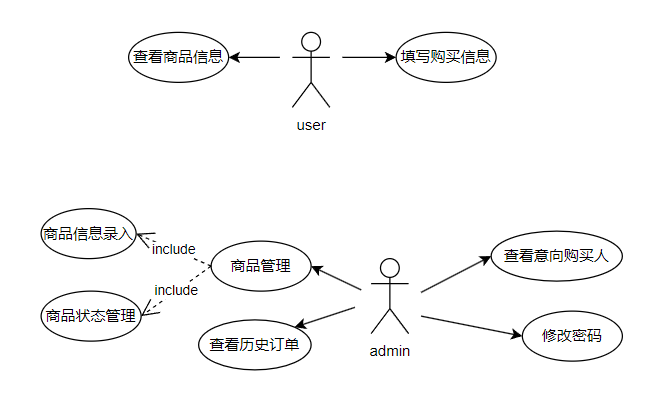 查看商品信息
填写购买信息
user
商品信息录入
include
商品管理
查看意向购买人
include
商品状态管理
查看历史订单
admin
修改密码